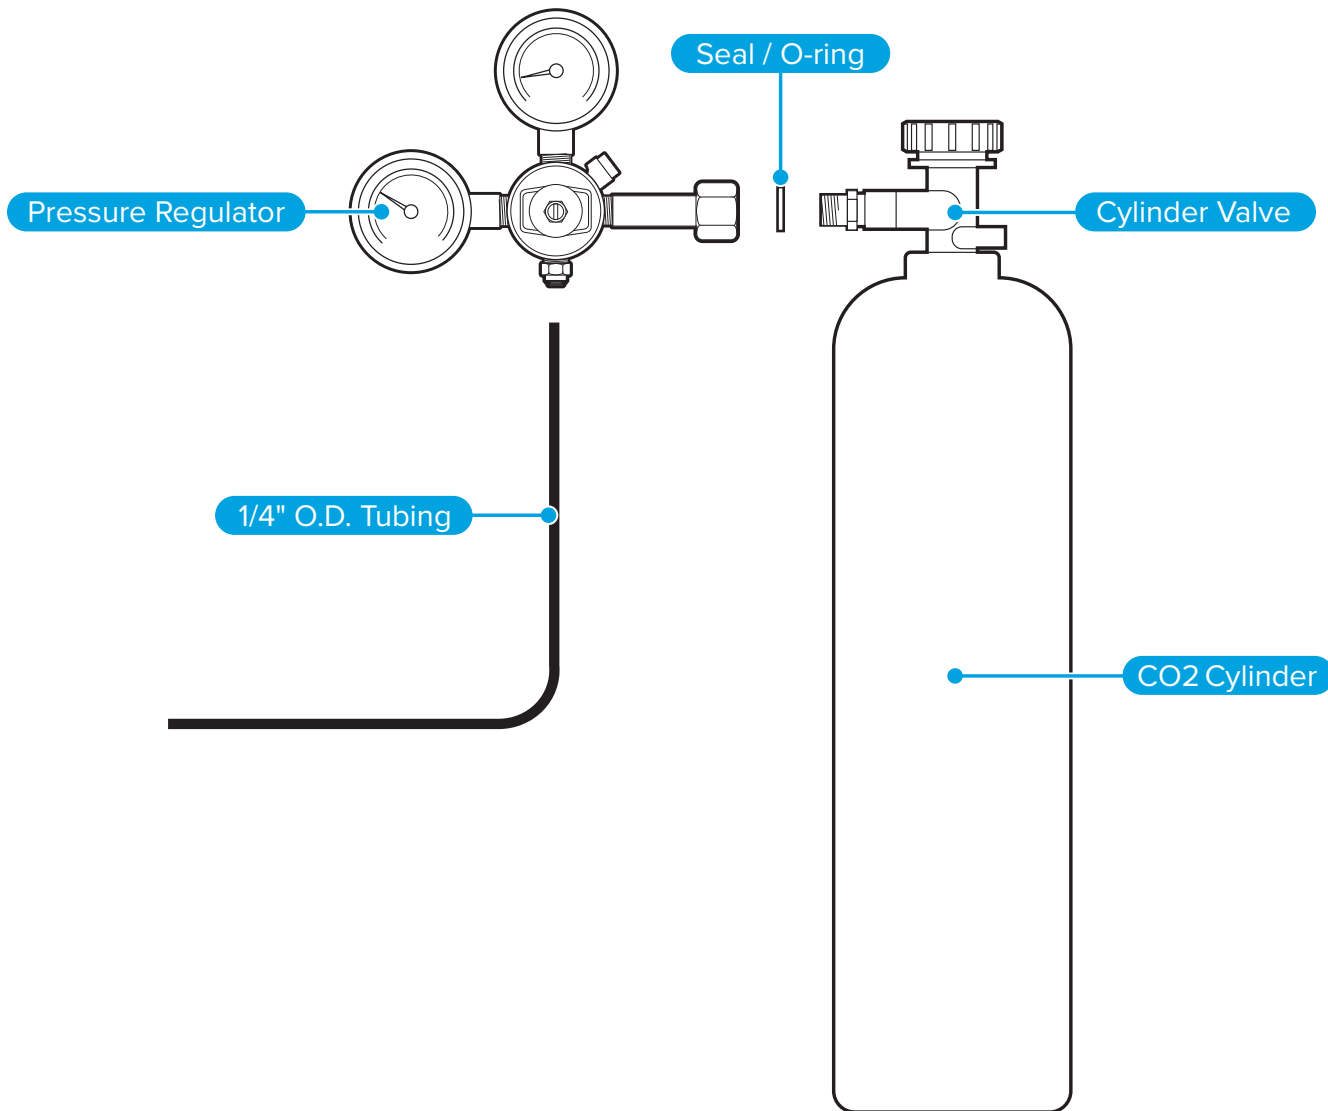 Seal / O-ring
Pressure Regulator
Cylinder Valve
1/4" O.D. Tubing
CO2 Cylinder